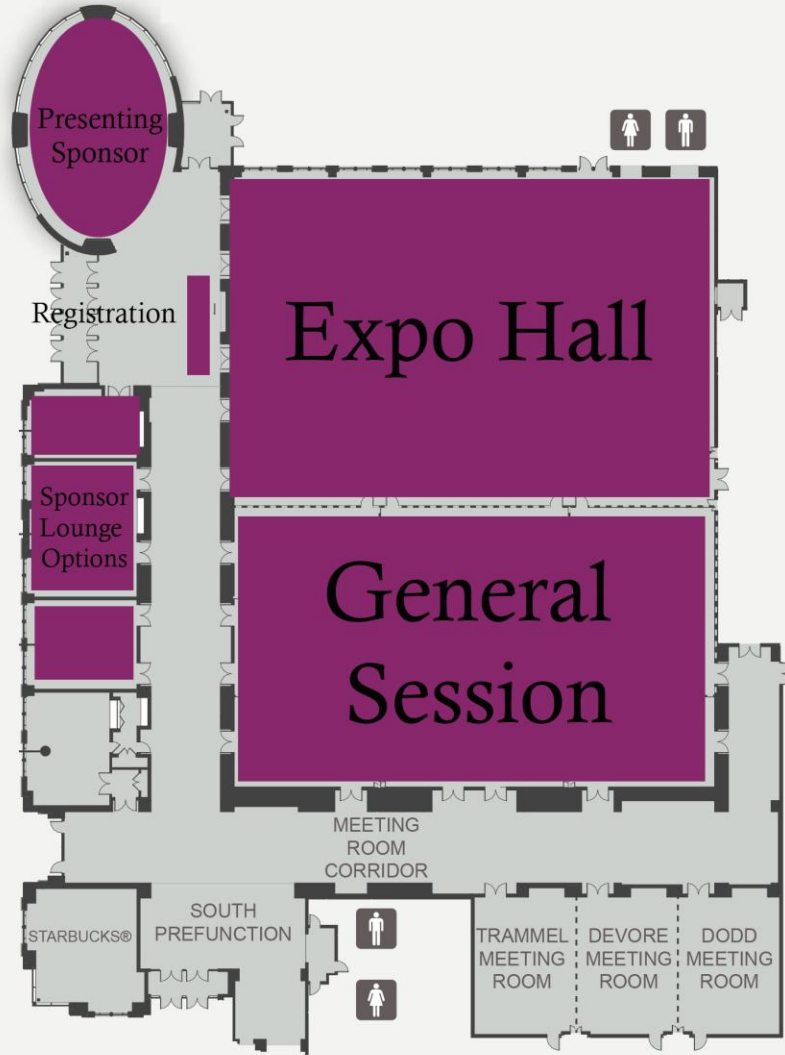 Presenting
Sponsor
Registration
Expo Hall
Sponsor
Lounge
Options
General
Session
MEETING
ROOM
CORRIDOR
STARBUCKS®
SOUTH
PREFUNCTION
TRAMMEL
MEETING
ROOM
DEVORE
MEETING
ROOM
DODD
MEETING
ROOM